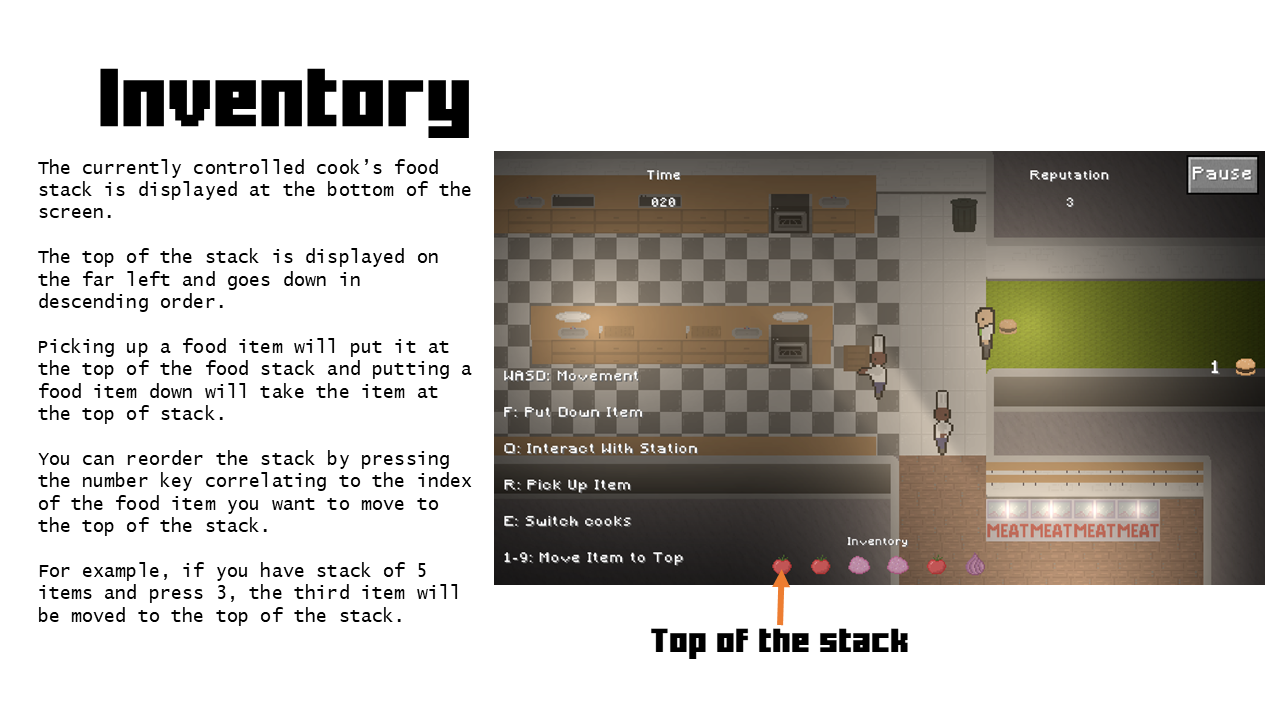 Inventory
The currently controlled cook’s food
stack is displayed at the bottom of the
screen.
The top of the stack is displayed on
the far left and goes down in
descending order.
Picking up a food item will put it at
the top of the food stack and putting a
food item down will take the item at
the top of stack.
You can reorder the stack by pressing
the number key correlating to the index
of the food item you want to move to
the top of the stack.
For example, if you have stack of 5
items and press 3, the third item will
be moved to the top of the stack.
Time
020
Reputation
3
Pause
1
WASD: Movement
F: Put Down Item
Q: Interact With Station
R: Pick Up Item
E: Switch cooks
1-9: Move Item to Top
Inventory
MEAT MEAT MEAT MEAT
Top of the stack